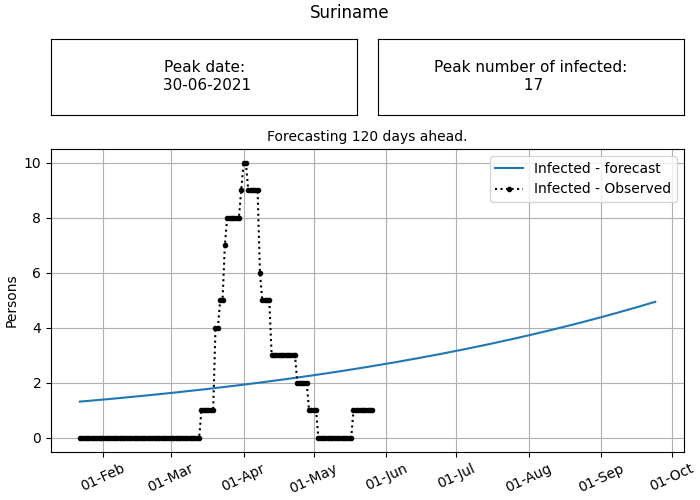 Suriname
Peak date:
30-06-2021
Peak number of infected:
17
Forecasting 120 days ahead.
Infected - forecast
Infected - Observed
Persons
10
8
6
4
2
0
01-Feb
01-Mar
01-Apr
01-May
01-Jun
01-Jul
01-Aug
01-Sep
01-Oct